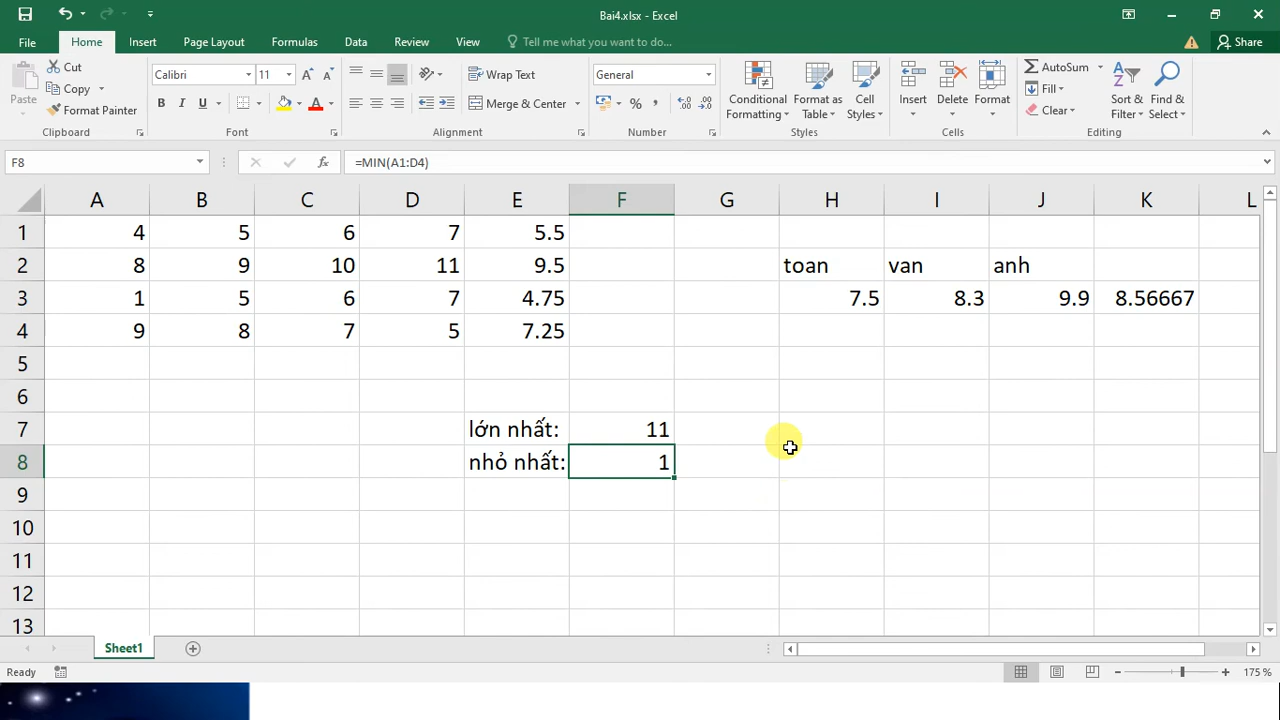 Bai4.xlsx - Excel
File Home Insert Page Layout Formulas Data Review View Tell me what you want to do... Share
Paste Cut Copy Format Painter Clipboard
Calibri 11 B I U A Font
Wrap Text Merge & Center Alignment
General % , Number
Conditional Formatting Format as Table Cell Styles Styles
Insert Delete Format Cells
AutoSum Fill Clear Sort & Filter Find & Select Editing
F8 fx =MIN(A1:D4)
A B C D E F G H I J K L
1 4 5 6 7 5.5
2 8 9 10 11 9.5 toan van anh
3 1 5 6 7 4.75 7.5 8.3 9.9 8.56667
4 9 8 7 5 7.25
5
6
7 lớn nhất: 11
8 nhỏ nhất: 1
9
10
11
12
13
Sheet1
Ready 175 %